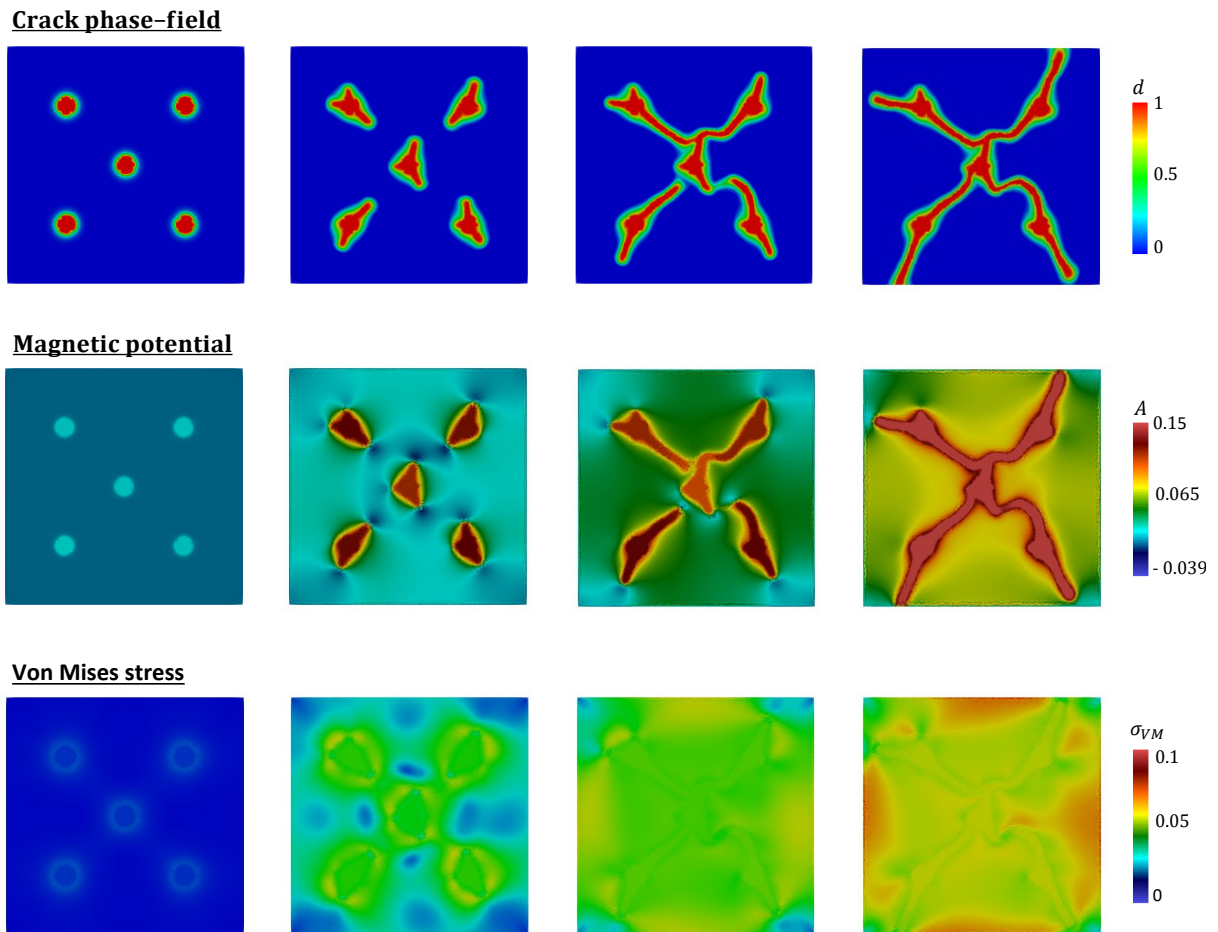 Crack phase–field
d
1
0.5
0
Magnetic potential
A
0.15
0.065
- 0.039
Von Mises stress
σVM
0.1
0.05
0